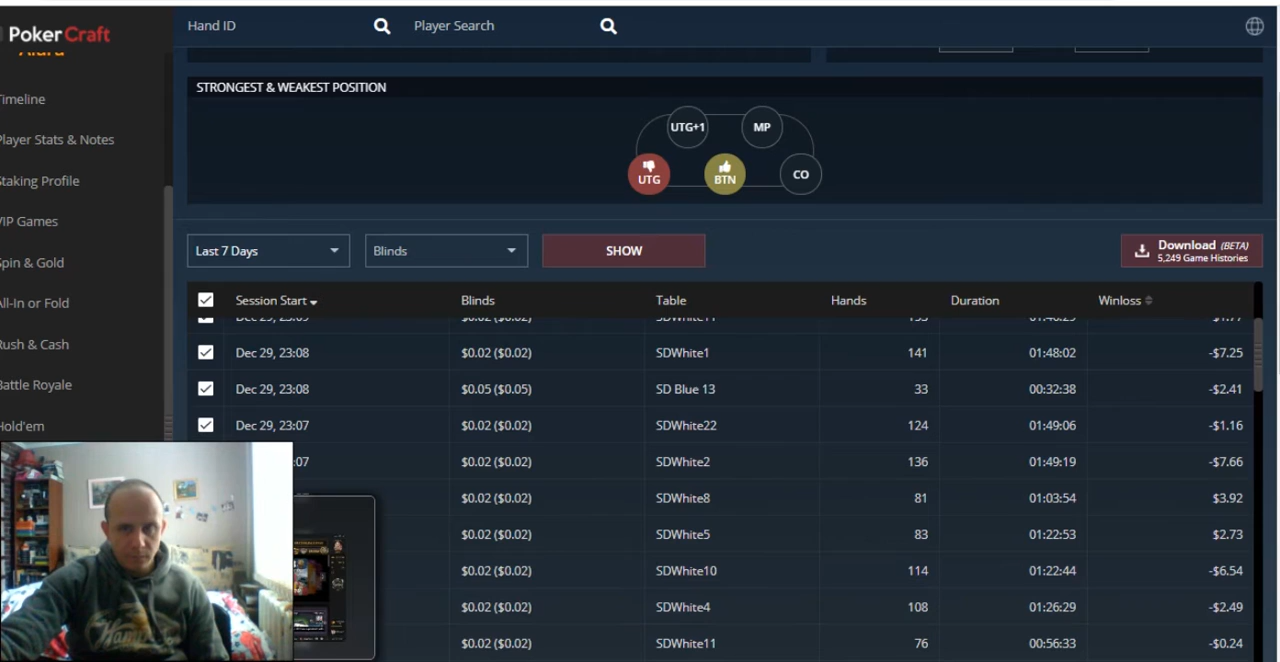 PokerCraft
Hand ID
Player Search
Timeline
Player Stats & Notes
Staking Profile
VIP Games
Spin & Gold
All-In or Fold
Rush & Cash
Battle Royale
Hold'em
STRONGEST & WEAKEST POSITION
UTG+1 MP
UTG BTN CO
Last 7 Days Blinds SHOW
Download (BETA)
5,249 Game Histories
Session Start Blinds Table Hands Duration Winloss
Dec 29, 23:08 $0.02 ($0.02) SDWhite1 141 01:48:02 -$7.25
Dec 29, 23:08 $0.05 ($0.05) SD Blue 13 33 00:32:38 -$2.41
Dec 29, 23:07 $0.02 ($0.02) SDWhite22 124 01:49:06 -$1.16
:07 $0.02 ($0.02) SDWhite2 136 01:49:19 -$7.66
$0.02 ($0.02) SDWhite8 81 01:03:54 $3.92
$0.02 ($0.02) SDWhite5 83 01:22:53 $2.73
$0.02 ($0.02) SDWhite10 114 01:22:44 -$6.54
$0.02 ($0.02) SDWhite4 108 01:26:29 -$2.49
$0.02 ($0.02) SDWhite11 76 00:56:33 -$0.24